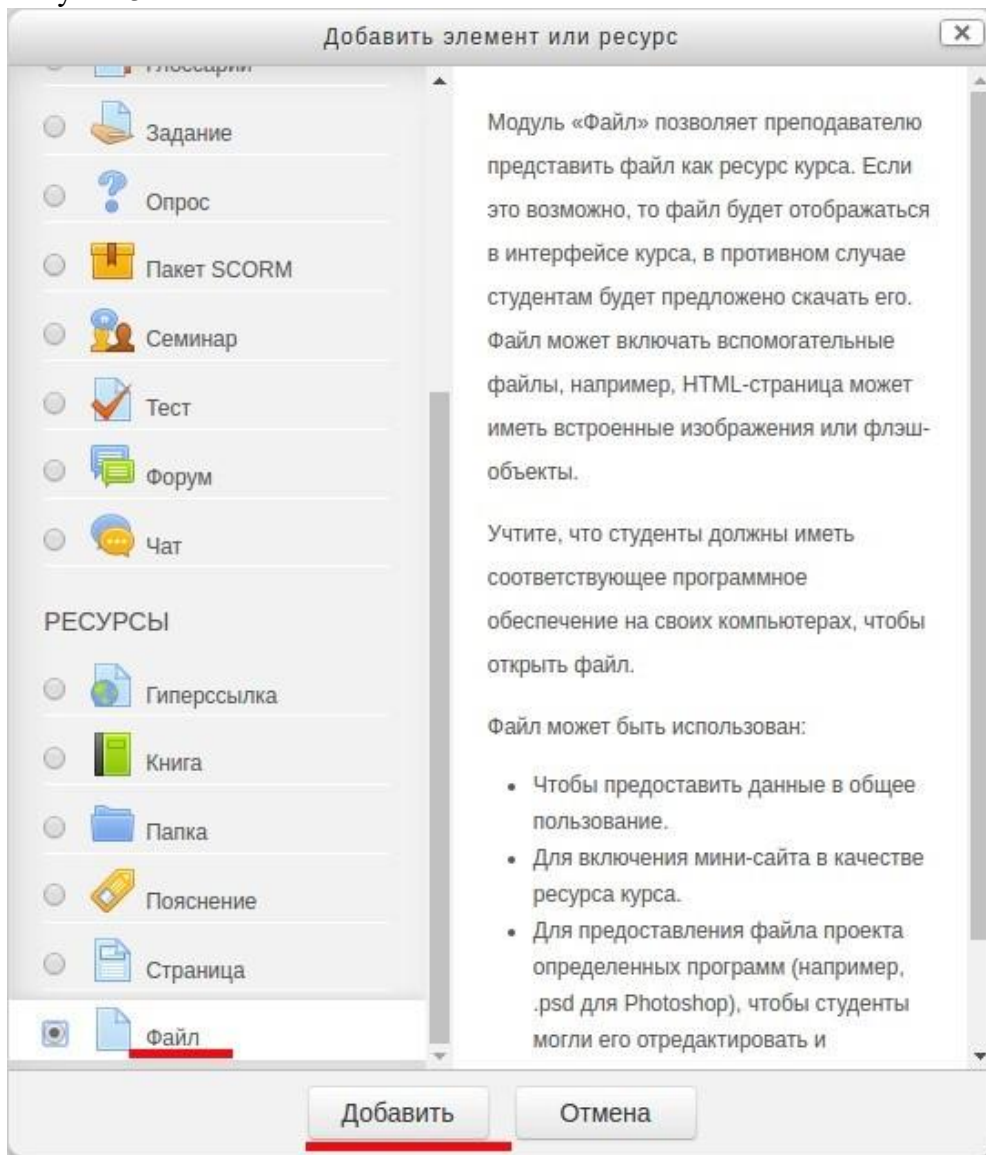 Добавить элемент или ресурс
Глоссарий
Задание
Опрос
Пакет SCORM
Семинар
Тест
Форум
Чат
РЕСУРСЫ
Гиперссылка
Книга
Папка
Пояснение
Страница
Файл
Модуль «Файл» позволяет преподавателю
представить файл как ресурс курса. Если
это возможно, то файл будет отображаться
в интерфейсе курса, в противном случае
студентам будет предложено скачать его.
Файл может включать вспомогательные
файлы, например, HTML-страница может
иметь встроенные изображения или флэш-
объекты.
Учтите, что студенты должны иметь
соответствующее программное
обеспечение на своих компьютерах, чтобы
открыть файл.
Файл может быть использован:
• Чтобы предоставить данные в общее
пользование.
• Для включения мини-сайта в качестве
ресурса курса.
• Для предоставления файла проекта
определенных программ (например,
.psd для Photoshop), чтобы студенты
могли его отредактировать и
Добавить
Отмена